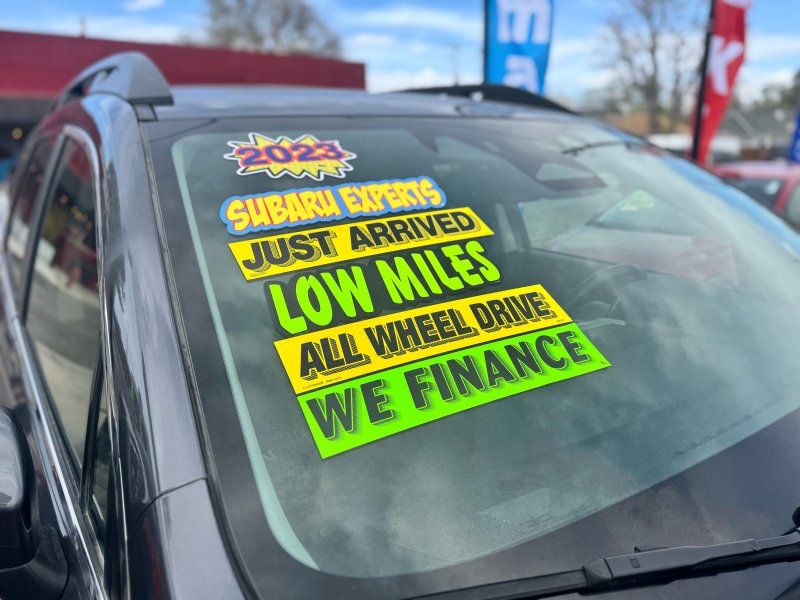 2023
SUBARU EXPERTS
JUST ARRIVED
LOW MILES
ALL WHEEL DRIVE
WE FINANCE